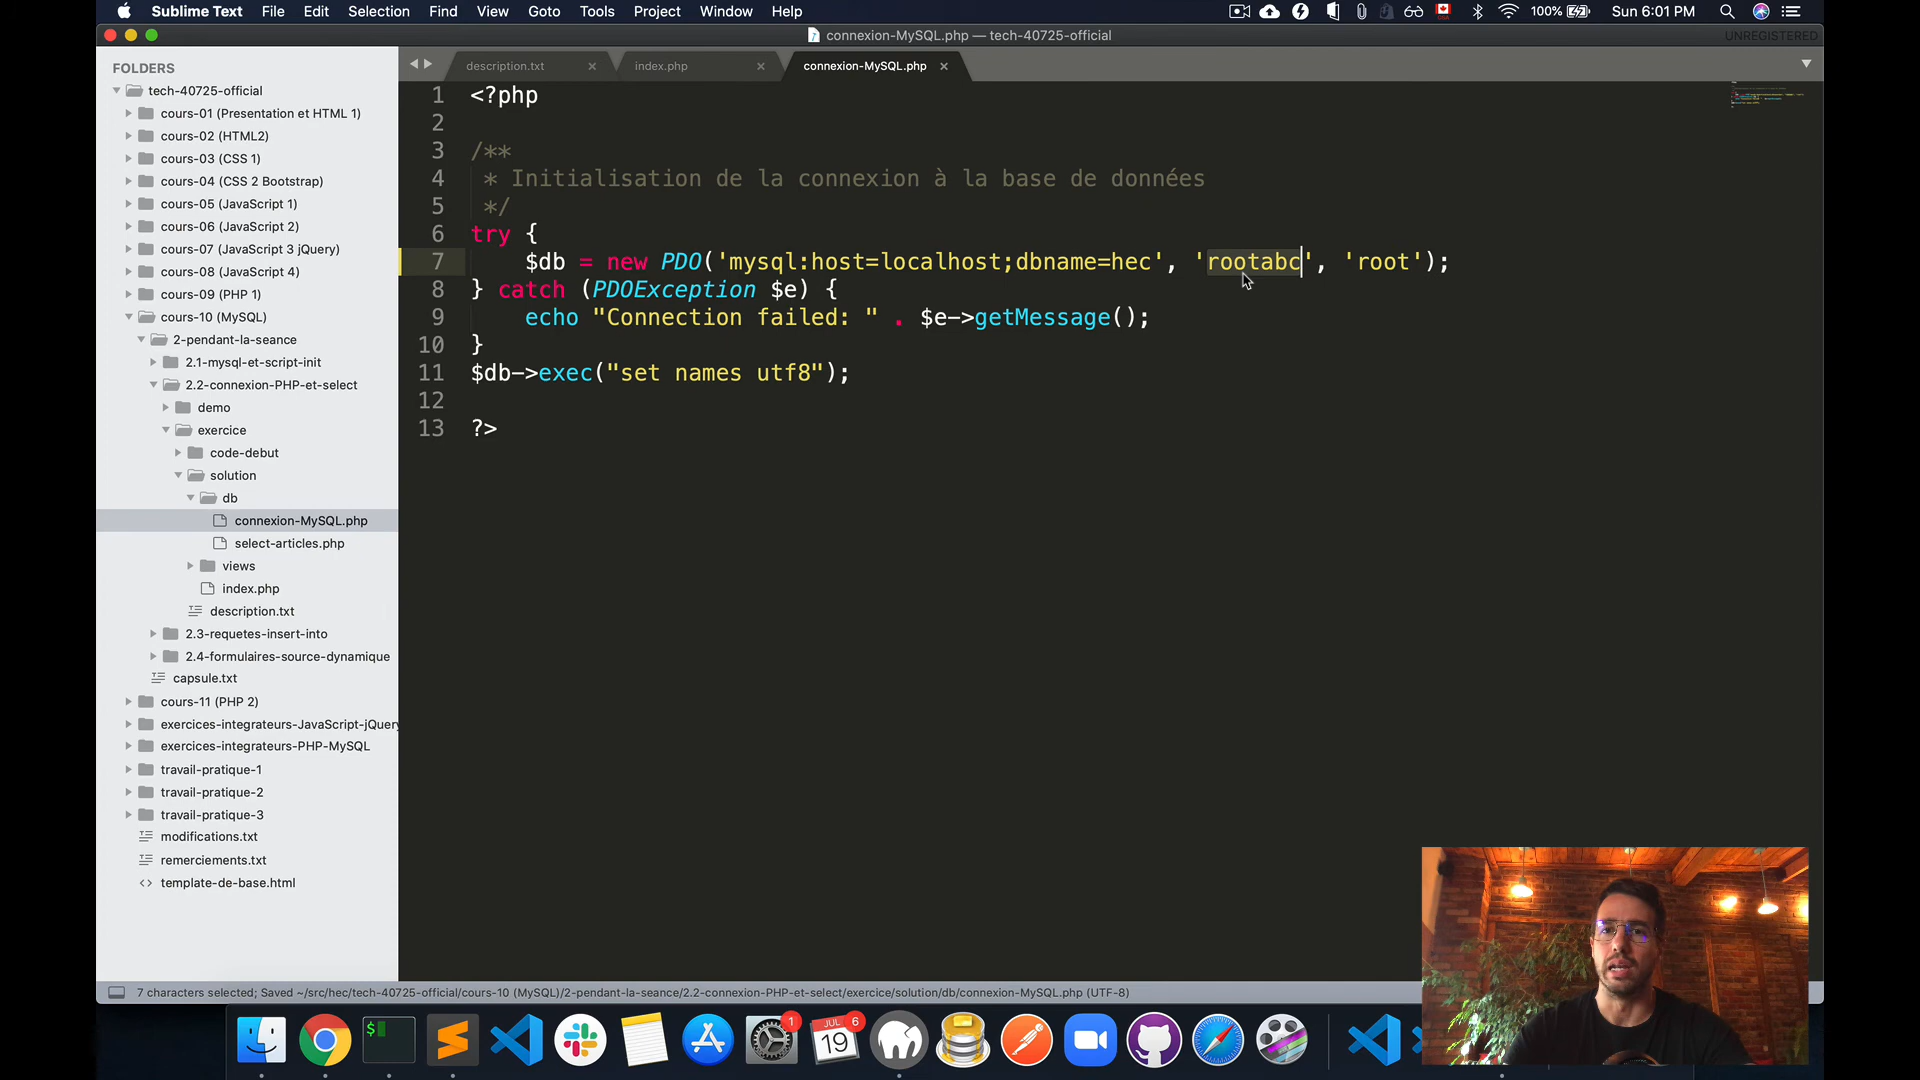 Sublime Text File Edit Selection Find View Goto Tools Project Window Help 100% Sun 6:01 PM
connexion-MySQL.php — tech-40725-official UNREGISTERED
FOLDERS
tech-40725-official
cours-01 (Presentation et HTML 1)
cours-02 (HTML2)
cours-03 (CSS 1)
cours-04 (CSS 2 Bootstrap)
cours-05 (JavaScript 1)
cours-06 (JavaScript 2)
cours-07 (JavaScript 3 jQuery)
cours-08 (JavaScript 4)
cours-09 (PHP 1)
cours-10 (MySQL)
2-pendant-la-seance
2.1-mysql-et-script-init
2.2-connexion-PHP-et-select
demo
exercice
code-debut
solution
db
connexion-MySQL.php
select-articles.php
views
index.php
description.txt
2.3-requetes-insert-into
2.4-formulaires-source-dynamique
capsule.txt
cours-11 (PHP 2)
exercices-integrateurs-JavaScript-jQuery
exercices-integrateurs-PHP-MySQL
travail-pratique-1
travail-pratique-2
travail-pratique-3
modifications.txt
remerciements.txt
template-de-base.html
description.txt index.php connexion-MySQL.php
1 <?php
2
3 /**
4 * Initialisation de la connexion à la base de données
5 */
6 try {
7 $db = new PDO('mysql:host=localhost;dbname=hec', 'rootabc', 'root');
8 } catch (PDOException $e) {
9 echo "Connection failed: " . $e->getMessage();
10 }
11 $db->exec("set names utf8");
12
13 ?>
7 characters selected; Saved ~/src/hec/tech-40725-official/cours-10 (MySQL)/2-pendant-la-seance/2.2-connexion-PHP-et-select/exercice/solution/db/connexion-MySQL.php (UTF-8)
$
1
JUL 6
19